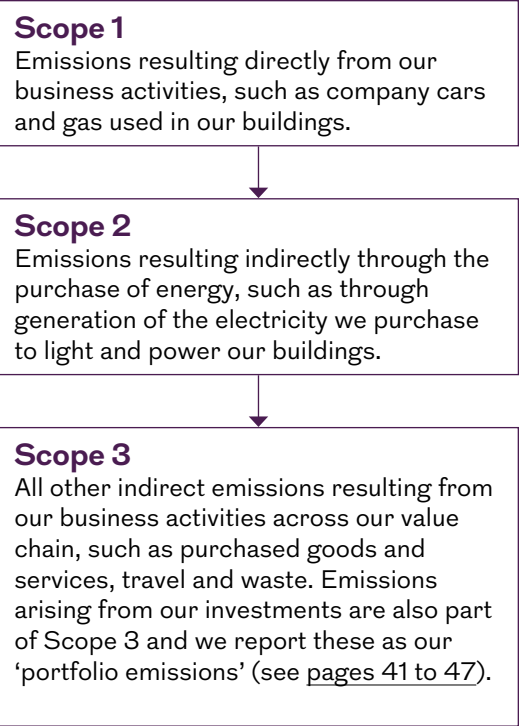 Scope 1
Emissions resulting directly from our
business activities, such as company cars
and gas used in our buildings.
Scope 2
Emissions resulting indirectly through the
purchase of energy, such as through
generation of the electricity we purchase
to light and power our buildings.
Scope 3
All other indirect emissions resulting from
our business activities across our value
chain, such as purchased goods and
services, travel and waste. Emissions
arising from our investments are also part
of Scope 3 and we report these as our
‘portfolio emissions’ (see pages 41 to 47).